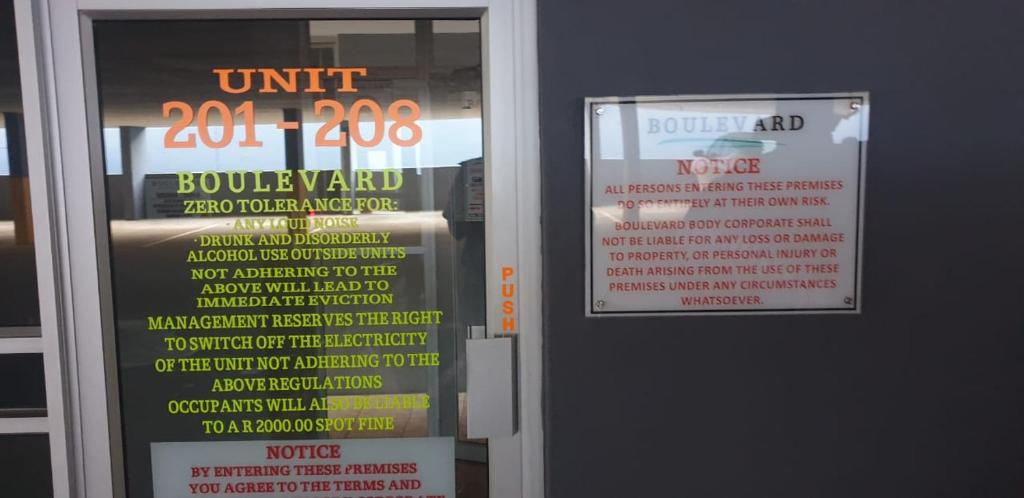 UNIT
201 - 208
BOULEVARD
ZERO TOLERANCE FOR:
· ANY LOUD NOISE
· DRUNK AND DISORDERLY
ALCOHOL USE OUTSIDE UNITS
NOT ADHERING TO THE
ABOVE WILL LEAD TO
IMMEDIATE EVICTION
MANAGEMENT RESERVES THE RIGHT
TO SWITCH OFF THE ELECTRICITY
OF THE UNIT NOT ADHERING TO THE
ABOVE REGULATIONS
OCCUPANTS WILL ALSO BE LIABLE
TO A R 2000.00 SPOT FINE
NOTICE
BY ENTERING THESE PREMISES
YOU AGREE TO THE TERMS AND
PUSH
BOULEVARD
NOTICE
ALL PERSONS ENTERING THESE PREMISES
DO SO ENTIRELY AT THEIR OWN RISK.
BOULEVARD BODY CORPORATE SHALL
NOT BE LIABLE FOR ANY LOSS OR DAMAGE
TO PROPERTY, OR PERSONAL INJURY OR
DEATH ARISING FROM THE USE OF THESE
PREMISES UNDER ANY CIRCUMSTANCES
WHATSOEVER.